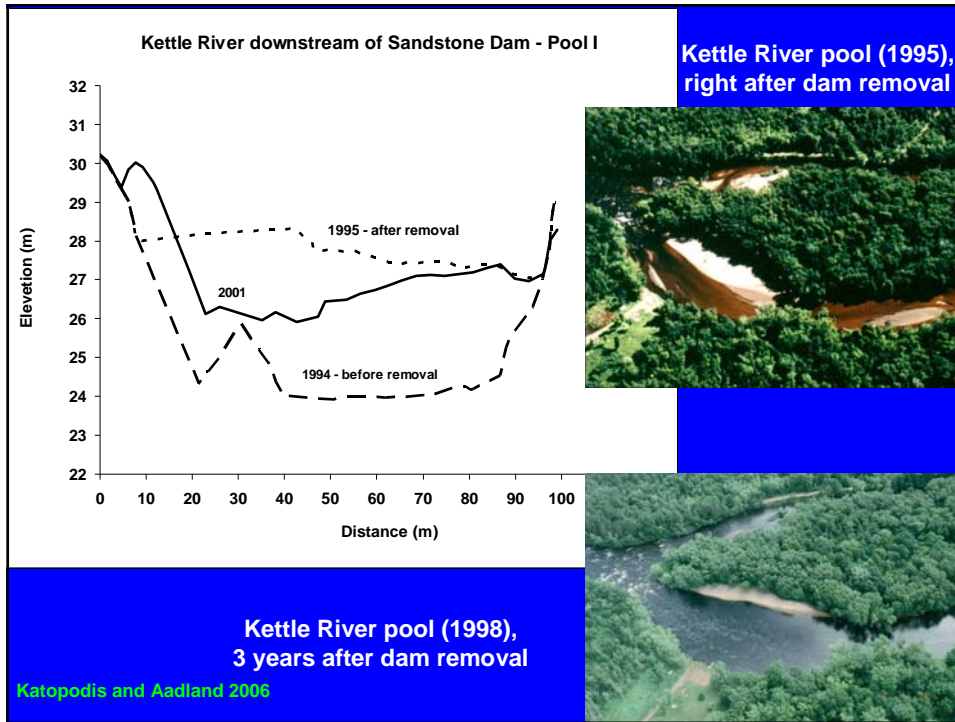 Kettle River downstream of Sandstone Dam - Pool I
Kettle River pool (1995),
right after dam removal
Elevetion (m)
32
31
30
29
28
27
26
25
24
23
22
1995 - after removal
2001
1994 - before removal
0 10 20 30 40 50 60 70 80 90 100
Distance (m)
Kettle River pool (1998),
3 years after dam removal
Katopodis and Aadland 2006